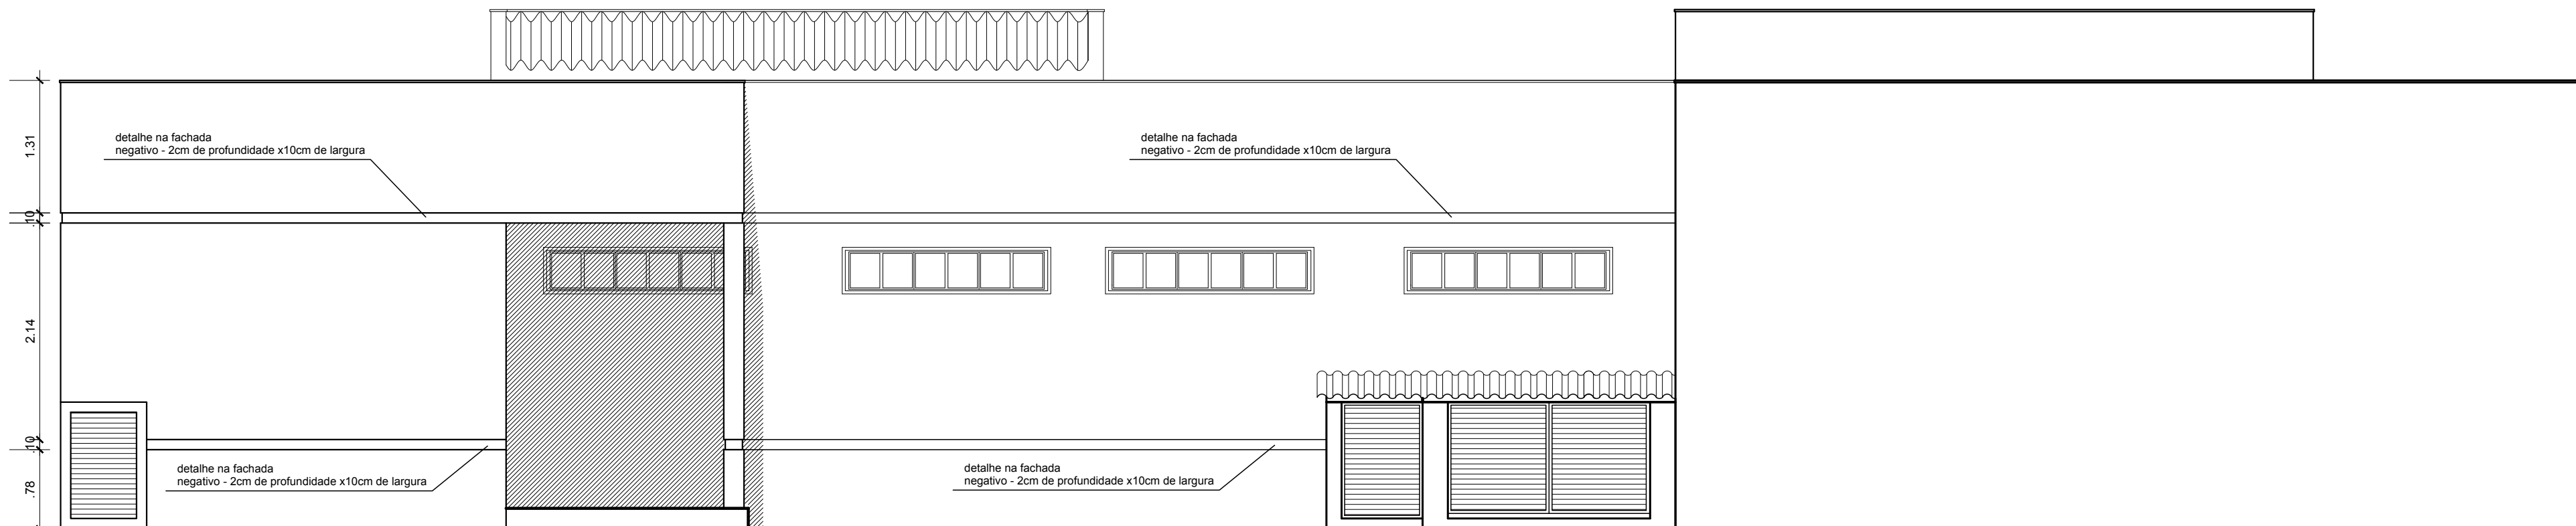 detalhe na fachada
negativo - 2cm de profundidade x10cm de largura
detalhe na fachada
negativo - 2cm de profundidade x10cm de largura
1.31
.10
2.14
.10
.78
detalhe na fachada
negativo - 2cm de profundidade x10cm de largura
detalhe na fachada
negativo - 2cm de profundidade x10cm de largura